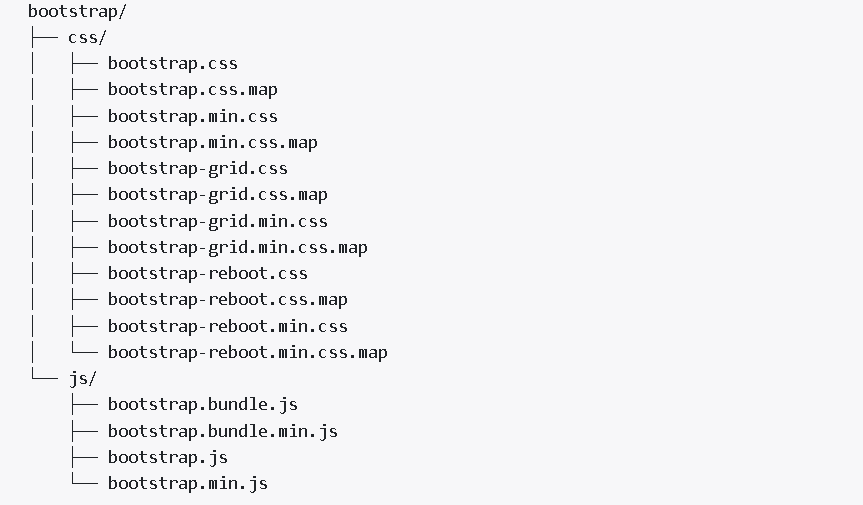 bootstrap/
├── css/
│   ├── bootstrap.css
│   ├── bootstrap.css.map
│   ├── bootstrap.min.css
│   ├── bootstrap.min.css.map
│   ├── bootstrap-grid.css
│   ├── bootstrap-grid.css.map
│   ├── bootstrap-grid.min.css
│   ├── bootstrap-grid.min.css.map
│   ├── bootstrap-reboot.css
│   ├── bootstrap-reboot.css.map
│   ├── bootstrap-reboot.min.css
│   └── bootstrap-reboot.min.css.map
└── js/
    ├── bootstrap.bundle.js
    ├── bootstrap.bundle.min.js
    ├── bootstrap.js
    └── bootstrap.min.js